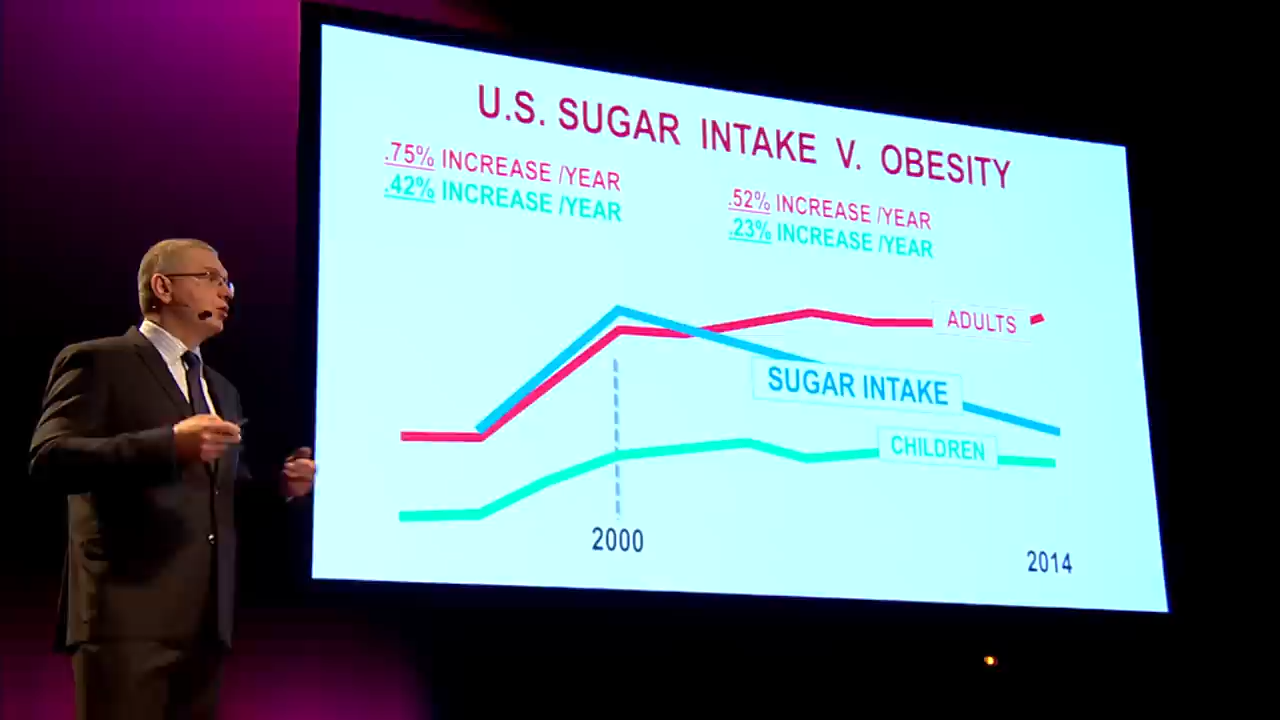 U.S. SUGAR INTAKE V. OBESITY
.75% INCREASE /YEAR
.42% INCREASE /YEAR
.52% INCREASE /YEAR
.23% INCREASE /YEAR
ADULTS
SUGAR INTAKE
CHILDREN
2000
2014